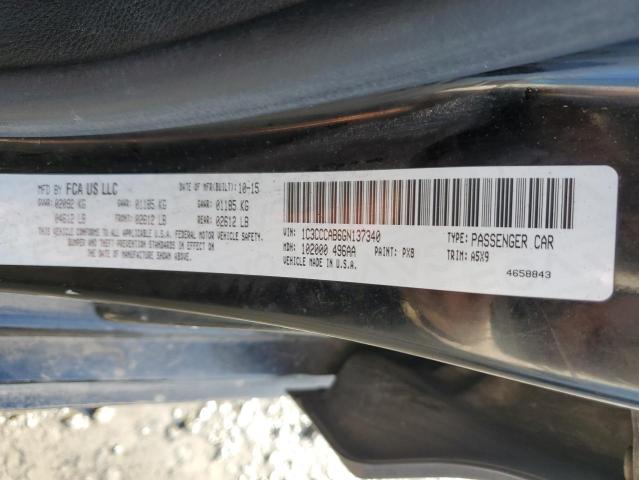 MFD BY FCA US LLC DATE OF MFR(BUILT): 10-15
GVWR: 02092 KG GAWR: 01185 KG GAWR: 01185 KG
04612 LB FRONT: 02612 LB REAR: 02612 LB
THIS VEHICLE CONFORMS TO ALL APPLICABLE U.S.A. FEDERAL MOTOR VEHICLE SAFETY,
BUMPER AND THEFT PREVENTION STANDARDS IN EFFECT ON
THE DATE OF MANUFACTURE SHOWN ABOVE.
VIN: 1C3CCCAB6GN137340 TYPE: PASSENGER CAR
MDH: 102000 496AA PAINT: PX8 TRIM: A5X9
VEHICLE MADE IN U.S.A.
4658843